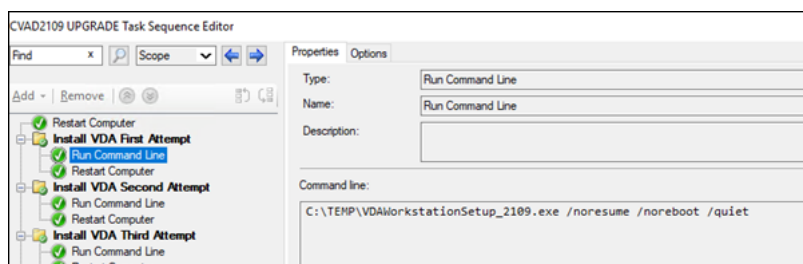 CVAD2109 UPGRADE Task Sequence Editor
Find x Scope
Properties Options
Type: Run Command Line
Add Remove
Name: Run Command Line
Restart Computer
Description:
Install VDA First Attempt
Run Command Line
Restart Computer
Command line:
Install VDA Second Attempt
Run Command Line
C:\TEMP\VDAWorkstationSetup_2109.exe /noresume /noreboot /quiet
Restart Computer
Install VDA Third Attempt
Run Command Line